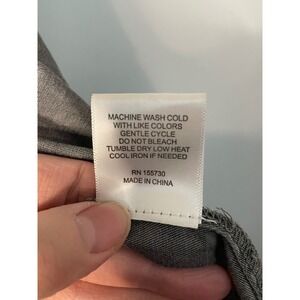 MACHINE WASH COLD
WITH LIKE COLORS
GENTLE CYCLE
DO NOT BLEACH
TUMBLE DRY LOW HEAT
COOL IRON IF NEEDED
RN 155730
MADE IN CHINA